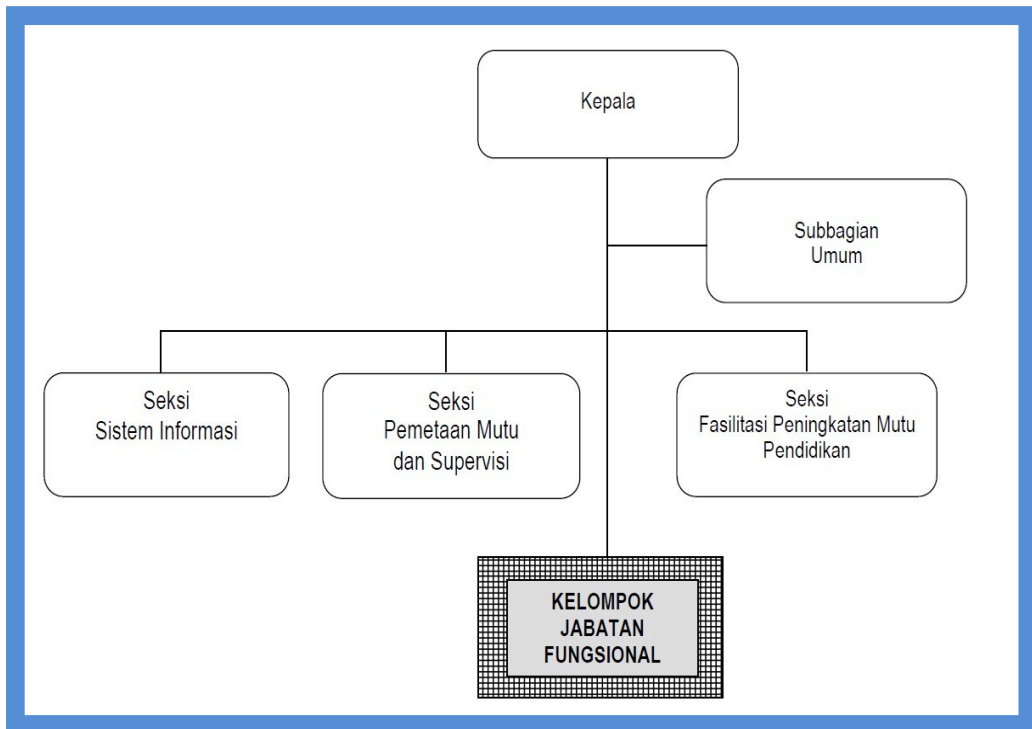 Kepala
Subbagian
Umum
Seksi
Sistem Informasi
Seksi
Pemetaan Mutu
dan Supervisi
Seksi
Fasilitasi Peningkatan Mutu
Pendidikan
KELOMPOK
JABATAN
FUNGSIONAL